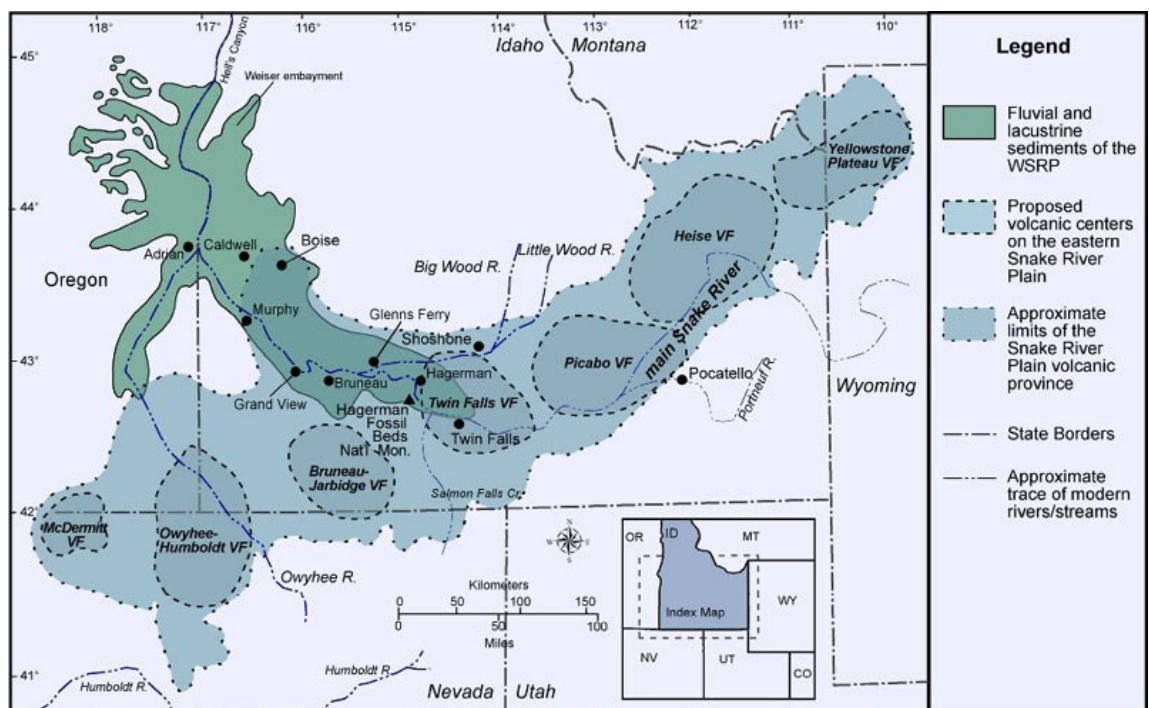 118°
117°
116°
115°
114°
113°
112°
111°
110°
45°
44°
43°
42°
41°
Hell's Canyon
Weiser embayment
Idaho
Montana
Yellowstone
Plateau VF
Heise VF
Little Wood R.
Big Wood R.
Adrian
Caldwell
Boise
Oregon
Murphy
Glenns Ferry
Shoshone
main Snake River
Picabo VF
Pocatello
Portneuf R.
Wyoming
Grand View
Bruneau
Hagerman
Twin Falls VF
Hagerman
Fossil
Beds
Nat'l Mon.
Twin Falls
Bruneau-
Jarbidge VF
Salmon Falls Cr.
McDermitt
VF
Owyhee-
Humboldt VF
Owyhee R.
N
W
E
S
Kilometers
0 50 100 150
0 50 100
Miles
Humboldt R.
Humboldt R.
Nevada
Utah
OR
ID
MT
WY
Index Map
NV
UT
CO
Legend
Fluvial and
lacustrine
sediments of the
WSRP
Proposed
volcanic centers
on the eastern
Snake River
Plain
Approximate
limits of the
Snake River
Plain volcanic
province
State Borders
Approximate
trace of modern
rivers/streams